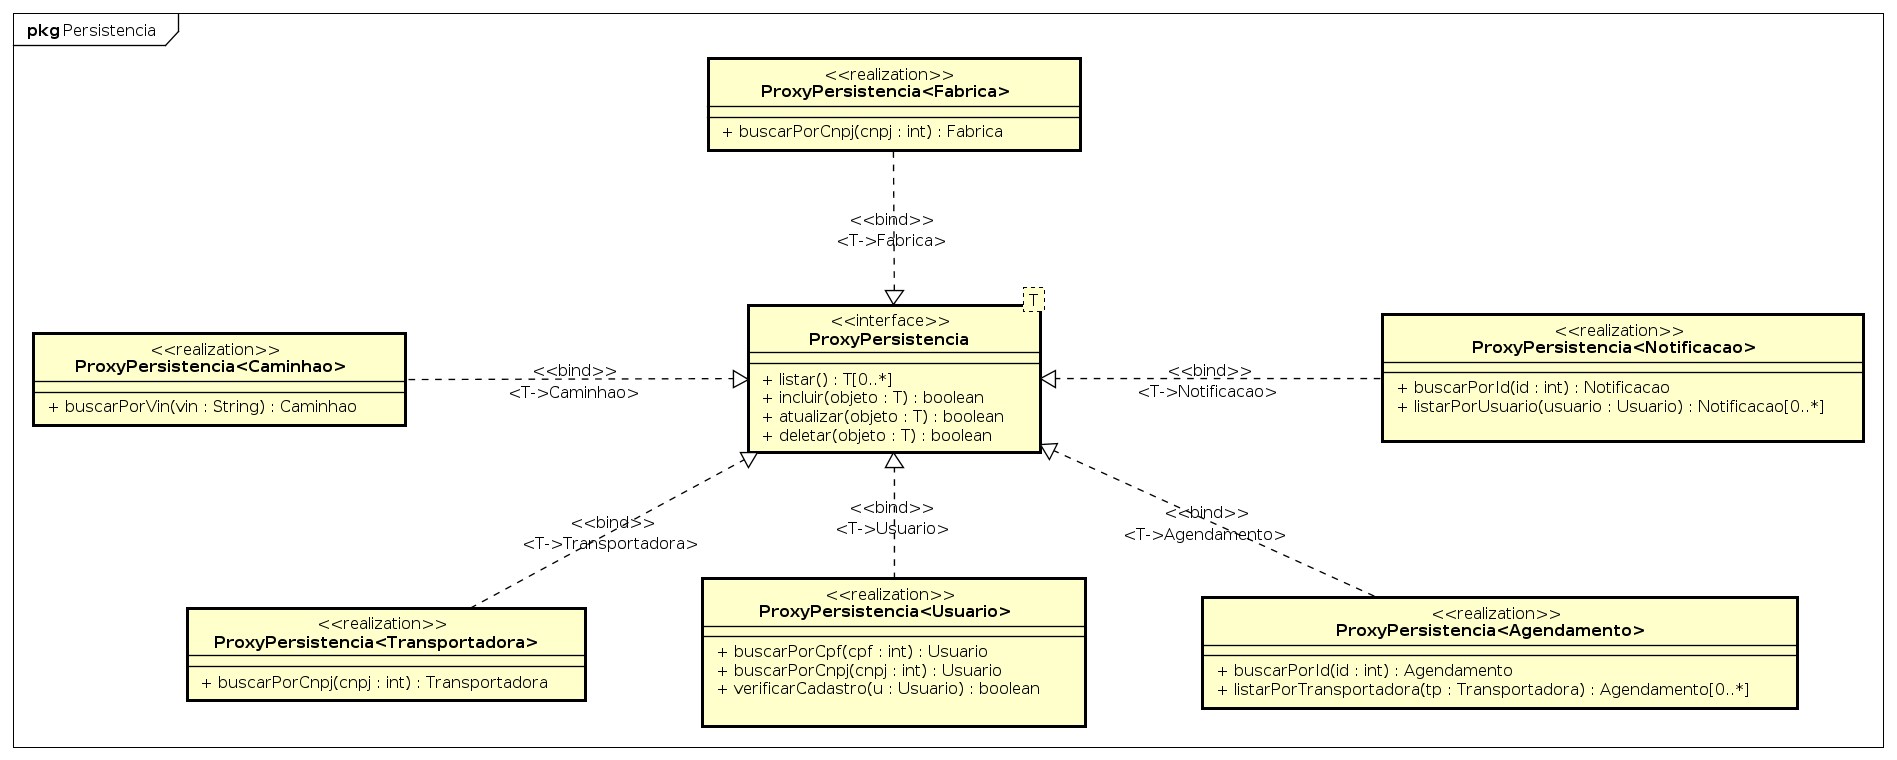 pkg Persistencia
<<realization>>
ProxyPersistencia<Fabrica>
+ buscarPorCnpj(cnpj : int) : Fabrica
<<bind>>
<T->Fabrica>
T
<<interface>>
ProxyPersistencia
+ listar() : T[0..*]
+ incluir(objeto : T) : boolean
+ atualizar(objeto : T) : boolean
+ deletar(objeto : T) : boolean
<<realization>>
ProxyPersistencia<Caminhao>
+ buscarPorVin(vin : String) : Caminhao
<<bind>>
<T->Caminhao>
<<bind>>
<T->Notificacao>
<<realization>>
ProxyPersistencia<Notificacao>
+ buscarPorId(id : int) : Notificacao
+ listarPorUsuario(usuario : Usuario) : Notificacao[0..*]
<<bind>>
<T->Transportadora>
<<bind>>
<T->Usuario>
<<bind>>
<T->Agendamento>
<<realization>>
ProxyPersistencia<Transportadora>
+ buscarPorCnpj(cnpj : int) : Transportadora
<<realization>>
ProxyPersistencia<Usuario>
+ buscarPorCpf(cpf : int) : Usuario
+ buscarPorCnpj(cnpj : int) : Usuario
+ verificarCadastro(u : Usuario) : boolean
<<realization>>
ProxyPersistencia<Agendamento>
+ buscarPorId(id : int) : Agendamento
+ listarPorTransportadora(tp : Transportadora) : Agendamento[0..*]